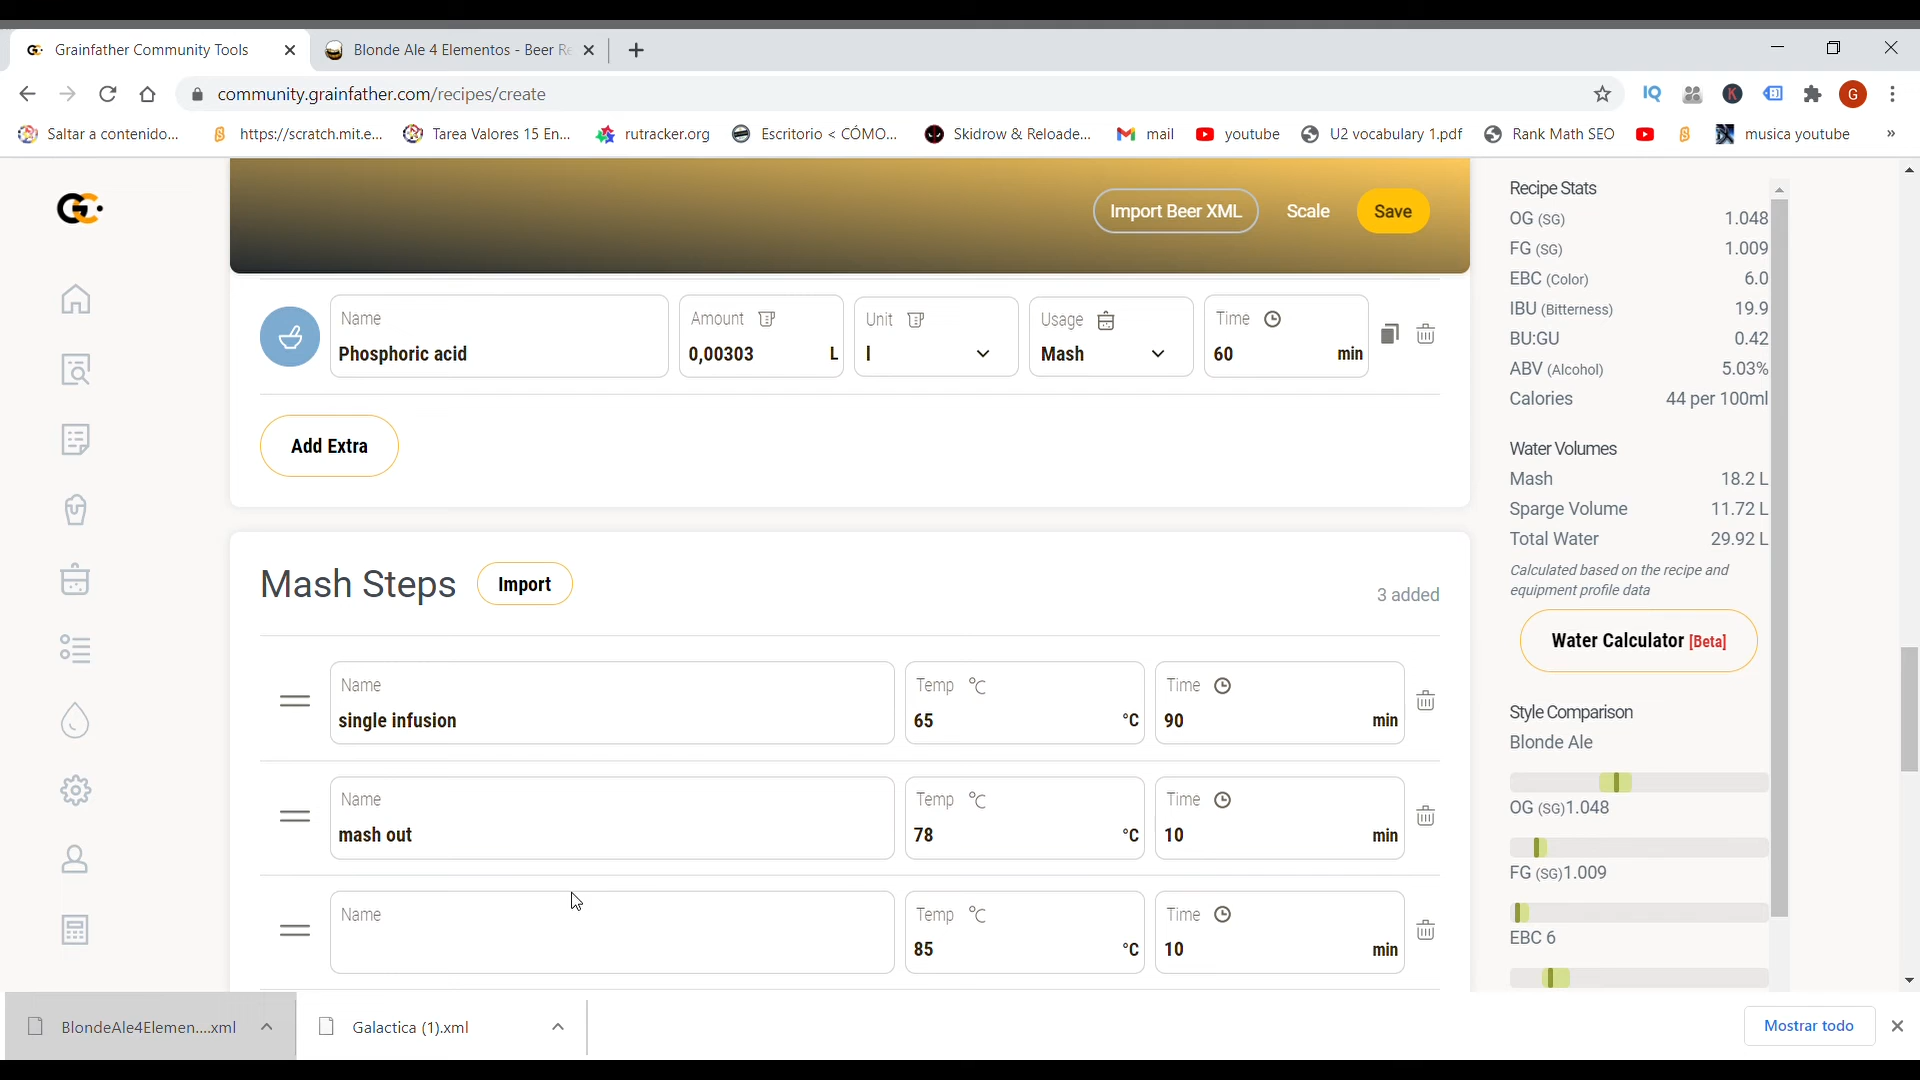 Grainfather Community Tools
Blonde Ale 4 Elementos - Beer Re
community.grainfather.com/recipes/create
IQ
K
G
Saltar a contenido...
https://scratch.mit.e...
Tarea Valores 15 En...
rutracker.org
Escritorio < CÓMO...
Skidrow & Reloade...
mail
youtube
U2 vocabulary 1.pdf
Rank Math SEO
musica youtube
»
Import Beer XML
Scale
Save
Name
Phosphoric acid
Amount
0,00303 L
Unit
l
Usage
Mash
Time
60 min
Add Extra
Mash Steps
Import
3 added
Name
single infusion
Temp °C
65 °C
Time
90 min
Name
mash out
Temp °C
78 °C
Time
10 min
Name
Temp °C
85 °C
Time
10 min
Recipe Stats
OG (SG) 1.048
FG (SG) 1.009
EBC (Color) 6.0
IBU (Bitterness) 19.9
BU:GU 0.42
ABV (Alcohol) 5.03%
Calories 44 per 100ml
Water Volumes
Mash 18.2 L
Sparge Volume 11.72 L
Total Water 29.92 L
Calculated based on the recipe and
equipment profile data
Water Calculator [Beta]
Style Comparison
Blonde Ale
OG (SG)1.048
FG (SG)1.009
EBC 6
BlondeAle4Elemen....xml
Galactica (1).xml
Mostrar todo